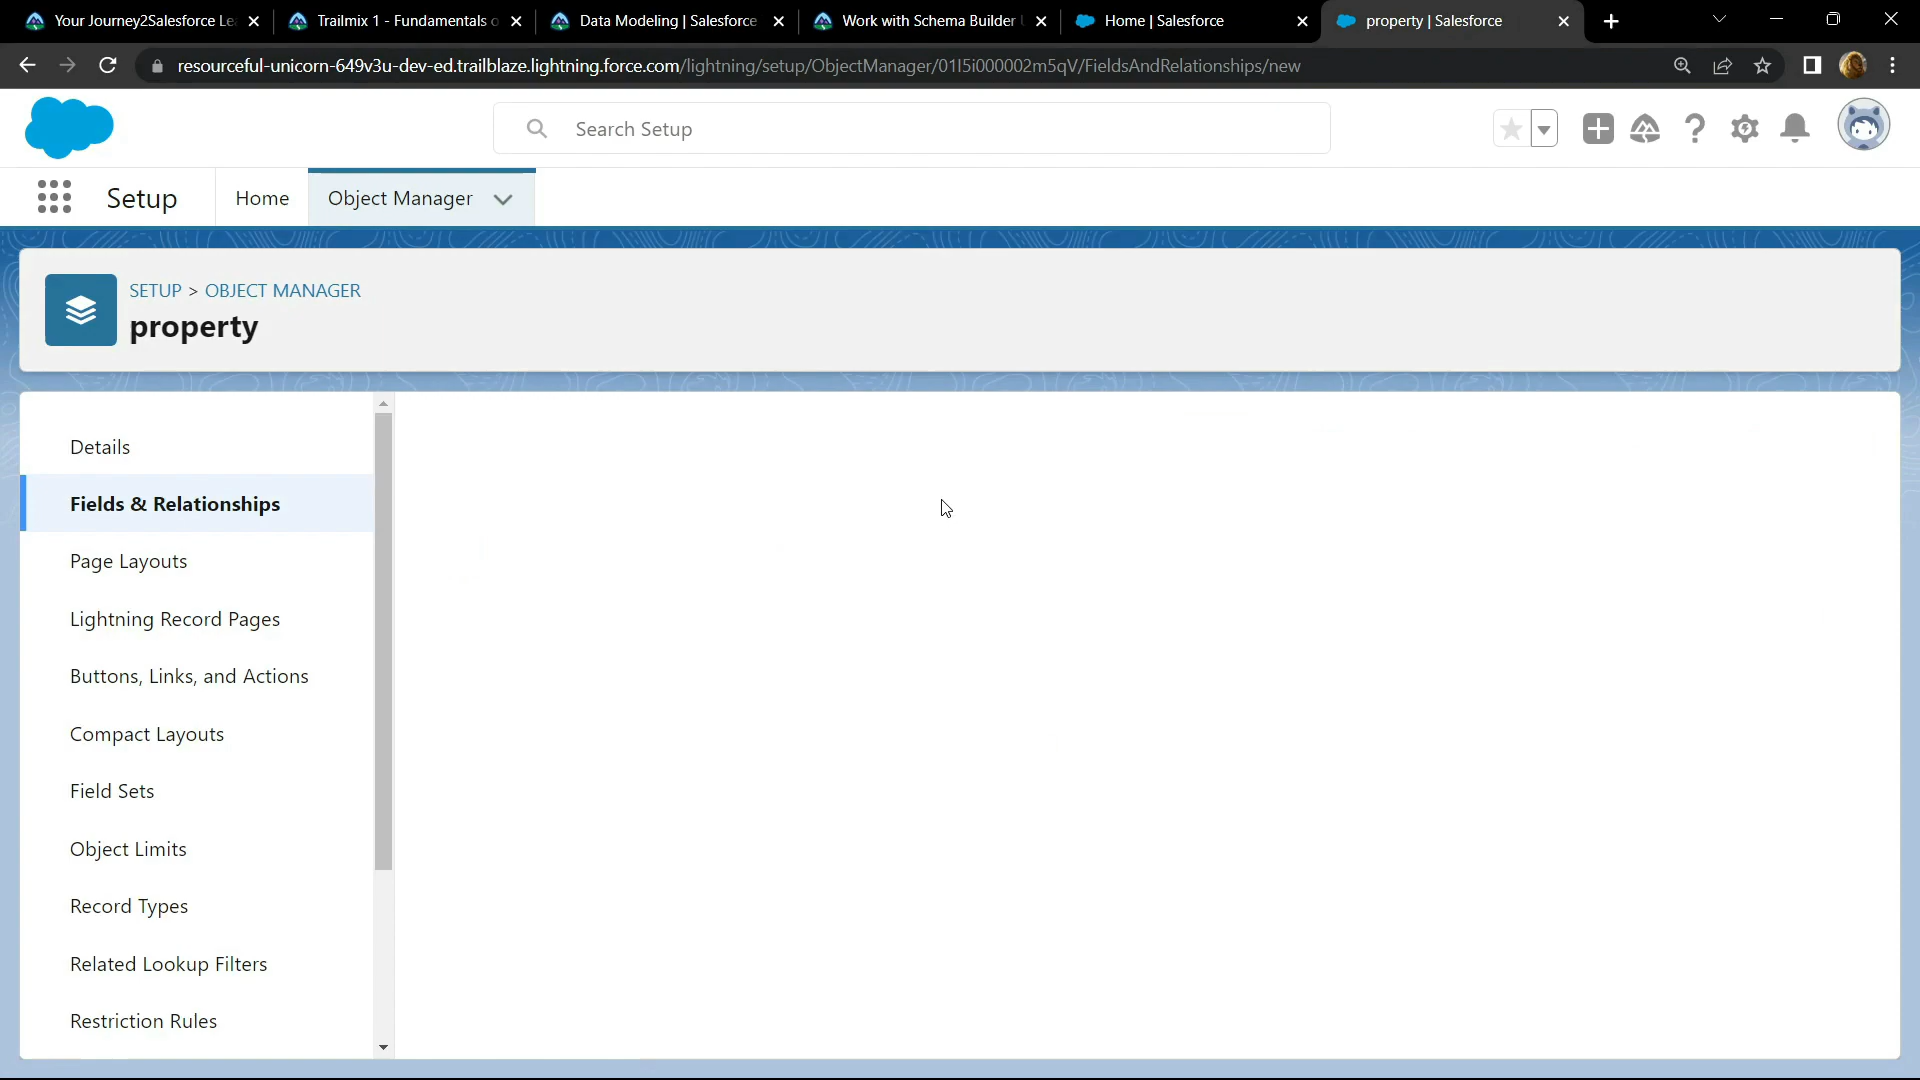 Your Journey2Salesforce Le
Trailmix 1 - Fundamentals o
Data Modeling | Salesforce
Work with Schema Builder
Home | Salesforce
property | Salesforce
resourceful-unicorn-649v3u-dev-ed.trailblaze.lightning.force.com/lightning/setup/ObjectManager/01I5i000002m5qV/FieldsAndRelationships/new
Search Setup
Setup
Home
Object Manager
SETUP > OBJECT MANAGER
property
Details
Fields & Relationships
Page Layouts
Lightning Record Pages
Buttons, Links, and Actions
Compact Layouts
Field Sets
Object Limits
Record Types
Related Lookup Filters
Restriction Rules